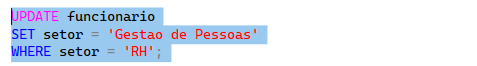 UPDATE funcionario
SET setor = 'Gestao de Pessoas'
WHERE setor = 'RH';